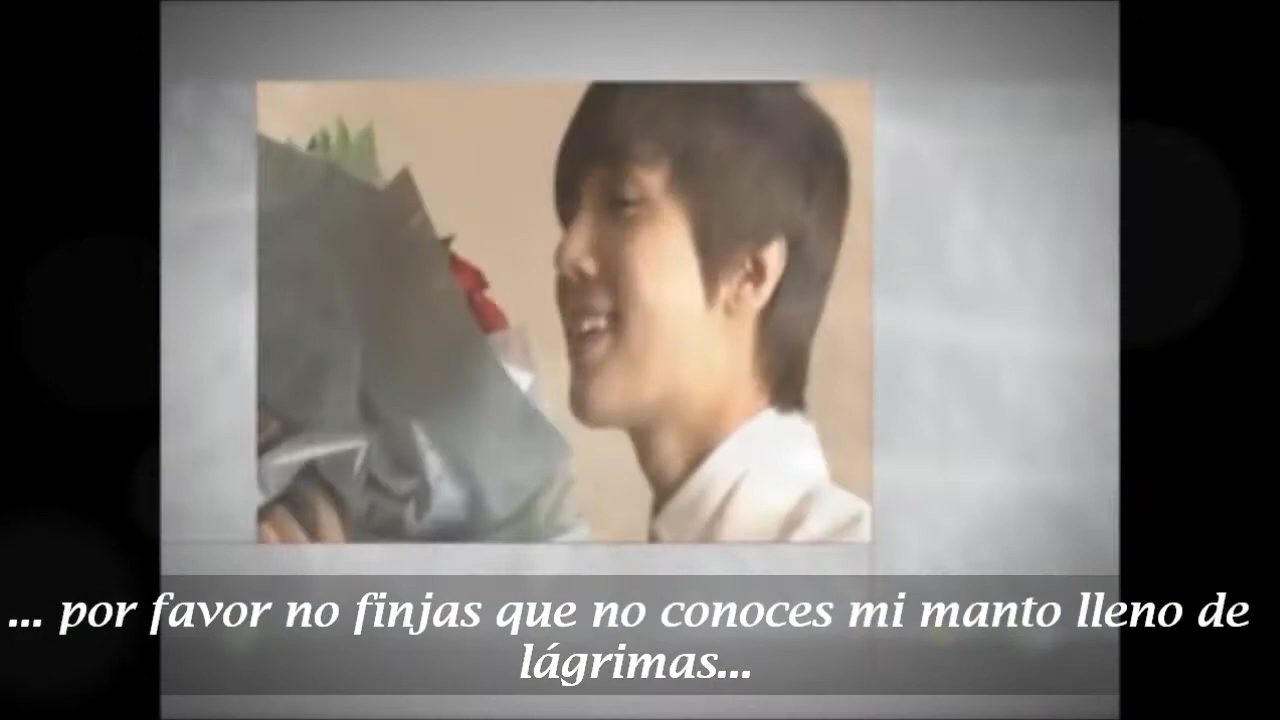 ... por favor no finjas que no conoces mi manto lleno de
lágrimas...